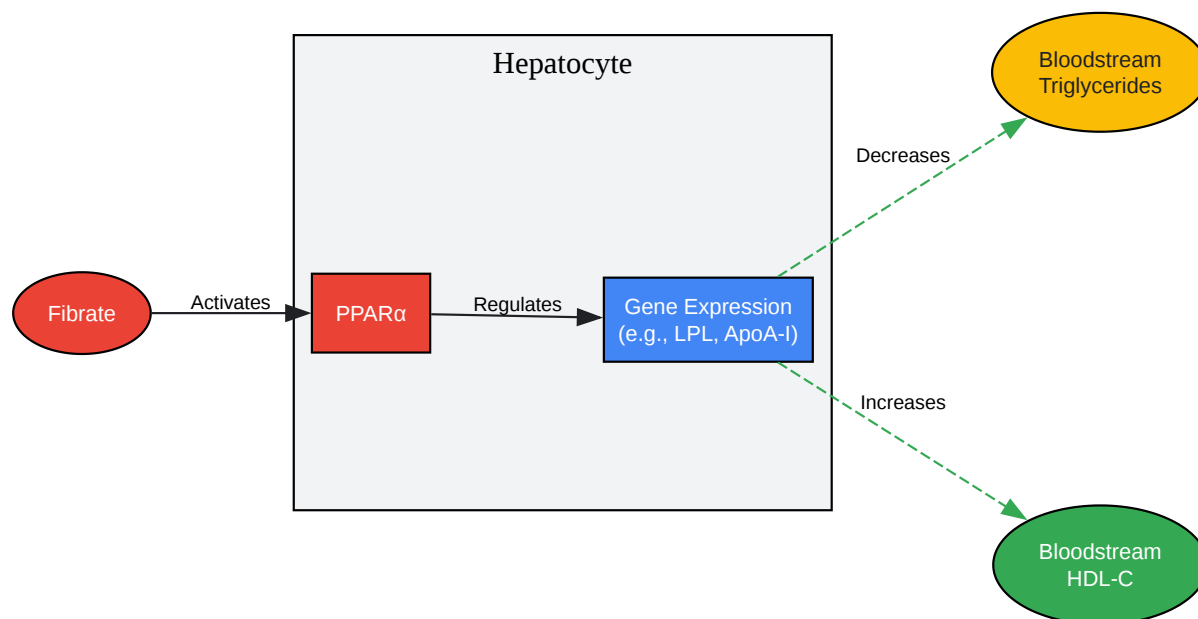 Hepatocyte
Bloodstream
Triglycerides
Decreases
Fibrate
Activates
PPARα
Regulates
Gene Expression
(e.g., LPL, ApoA-I)
Increases
Bloodstream
HDL-C